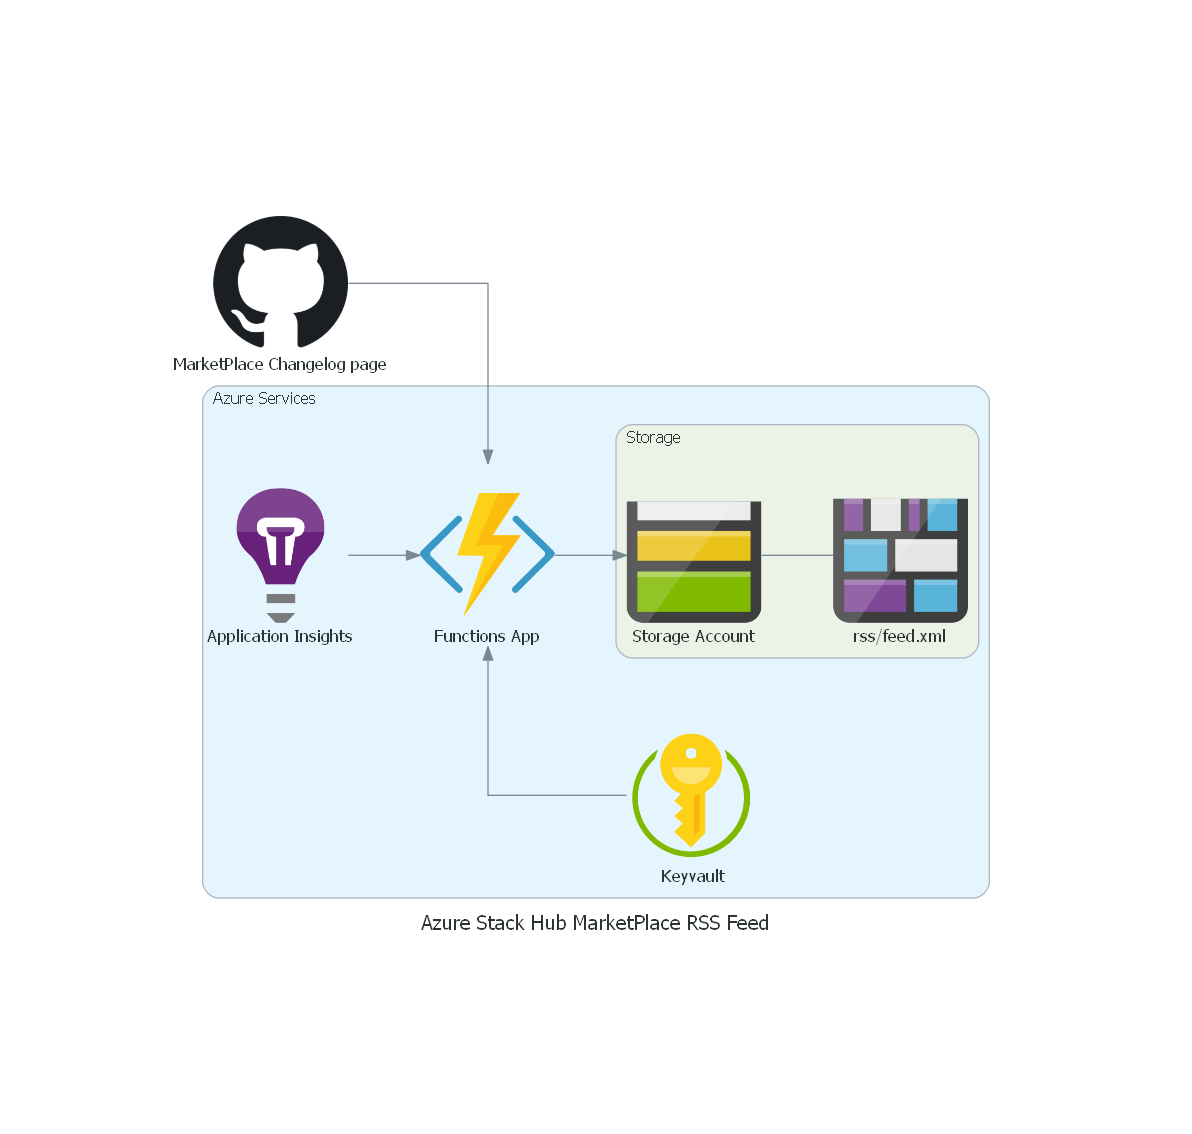 MarketPlace Changelog page
Azure Services
Storage
Application Insights
Functions App
Storage Account
rss/feed.xml
Keyvault
Azure Stack Hub MarketPlace RSS Feed